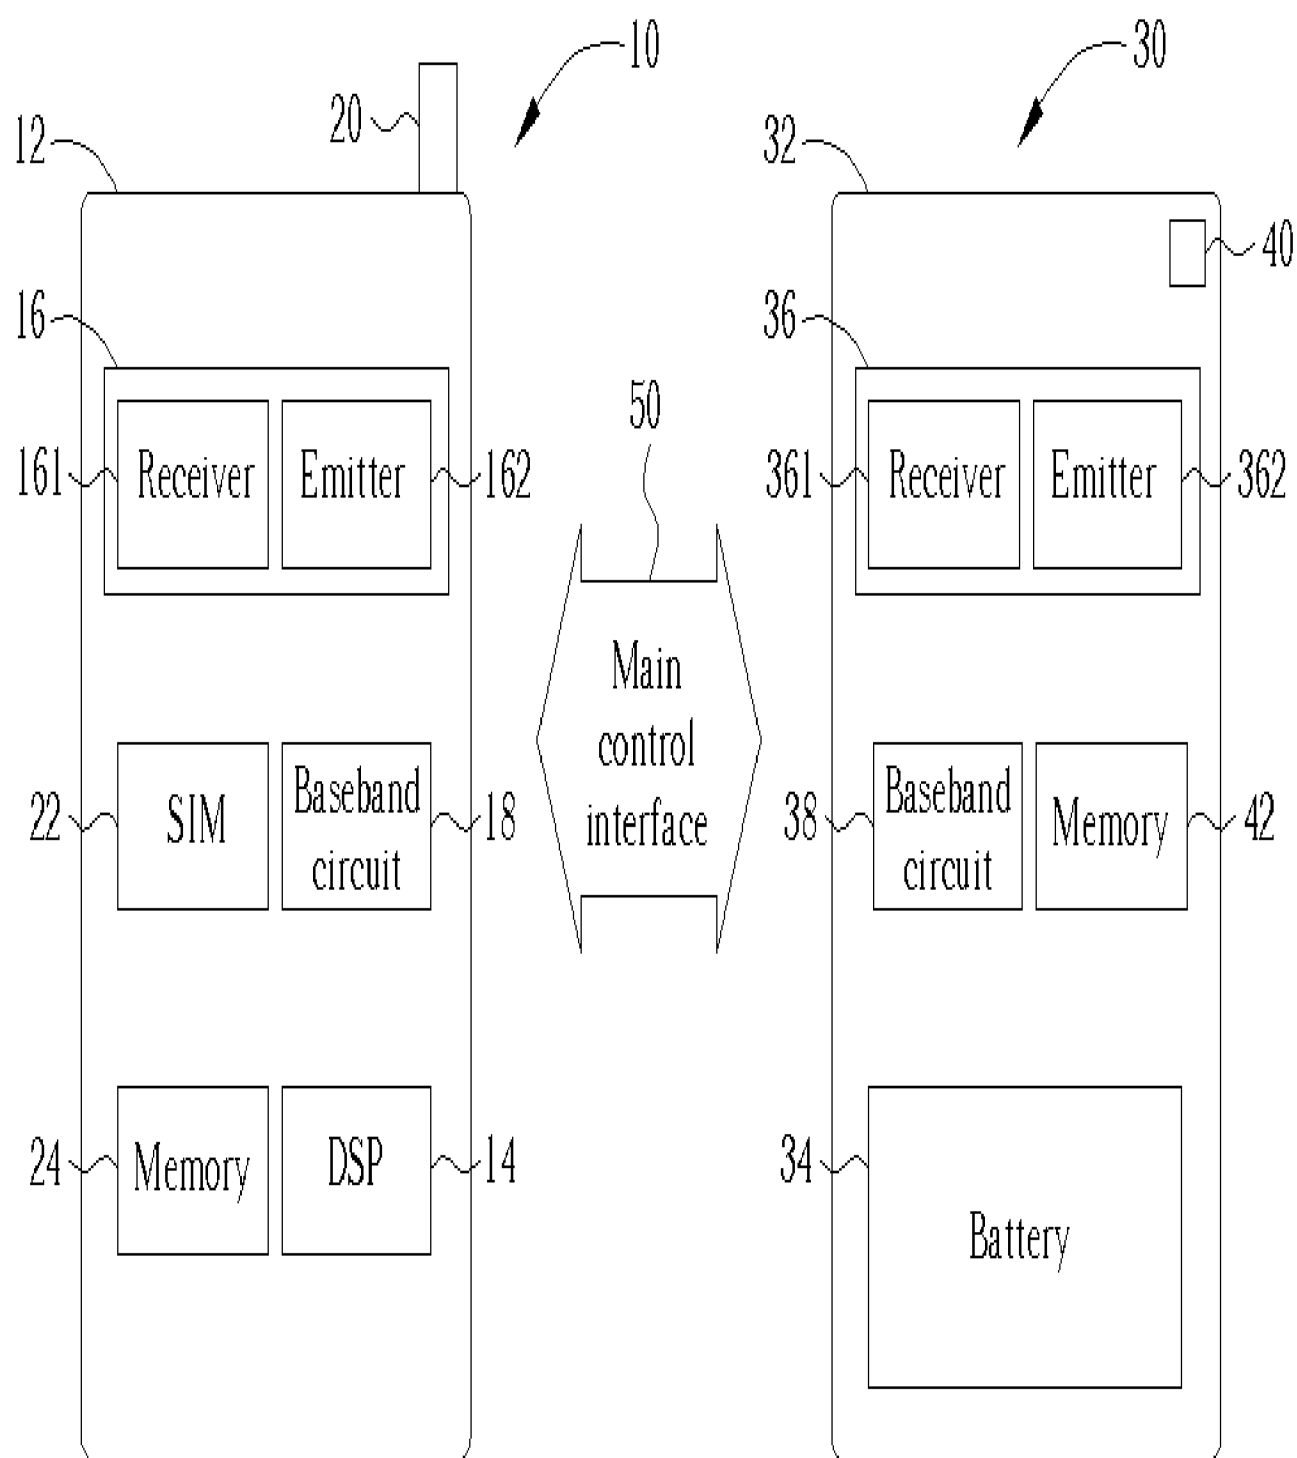 10
30
20
12
32
40
16
36
50
161
Receiver
Emitter
162
361
Receiver
Emitter
362
Main
control
interface
22
SIM
Baseband
circuit
18
38
Baseband
circuit
Memory
42
24
Memory
DSP
14
34
Battery